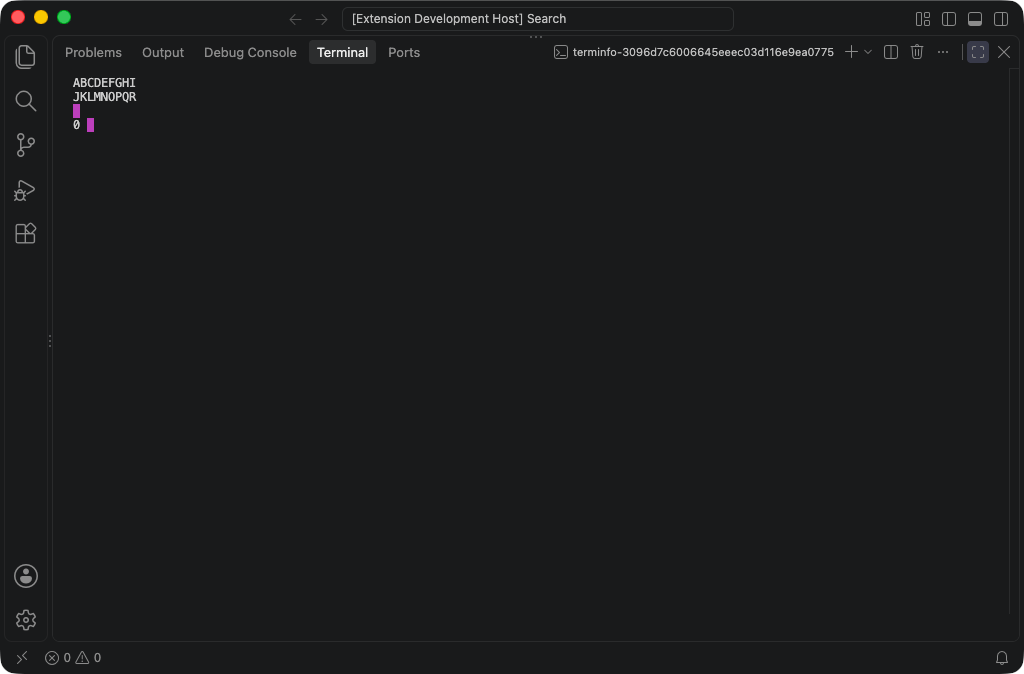 [Extension Development Host] Search
Problems Output Debug Console Terminal Ports
terminfo-3096d7c6006645eeec03d116e9ea0775
ABCDEFGHI
JKLMNOPQR
0
0 0